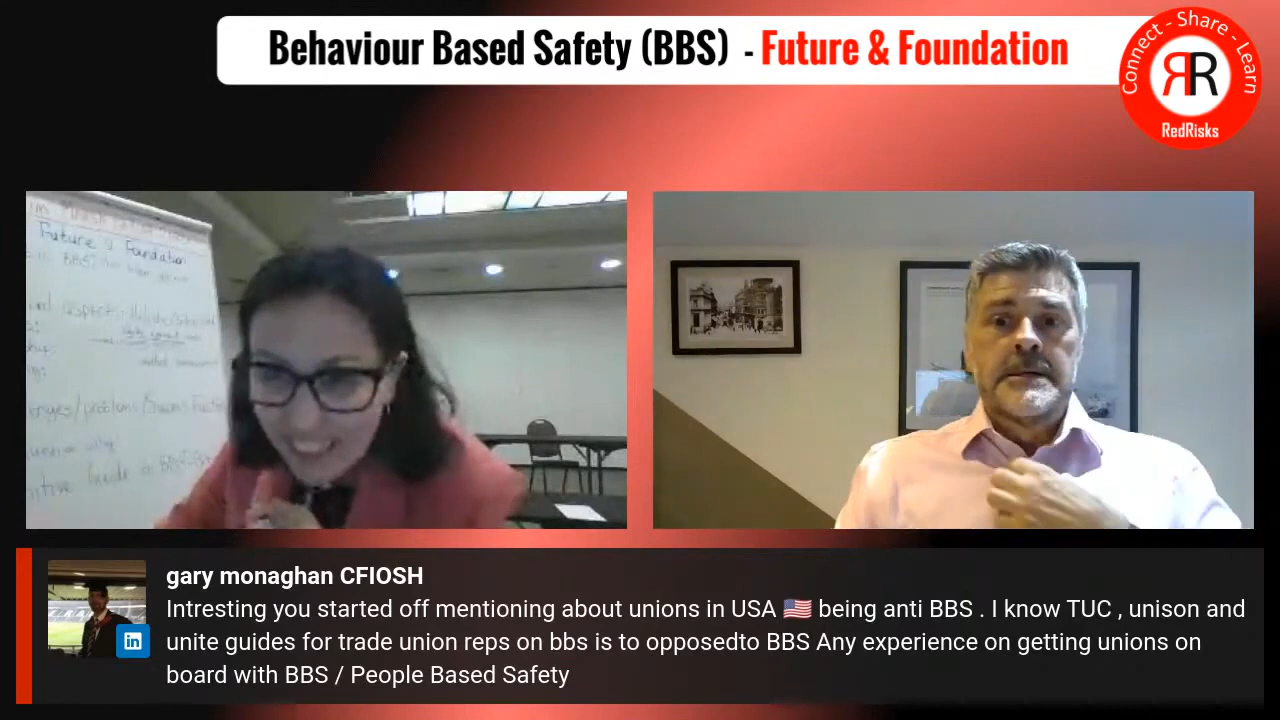 Behaviour Based Safety (BBS) - Future & Foundation
Connect - Share - Learn
RR
RedRisks
Future & Foundation
gary monaghan CFIOSH
Intresting you started off mentioning about unions in USA 🇺🇸 being anti BBS . I know TUC , unison and
unite guides for trade union reps on bbs is to opposedto BBS Any experience on getting unions on
board with BBS / People Based Safety
in